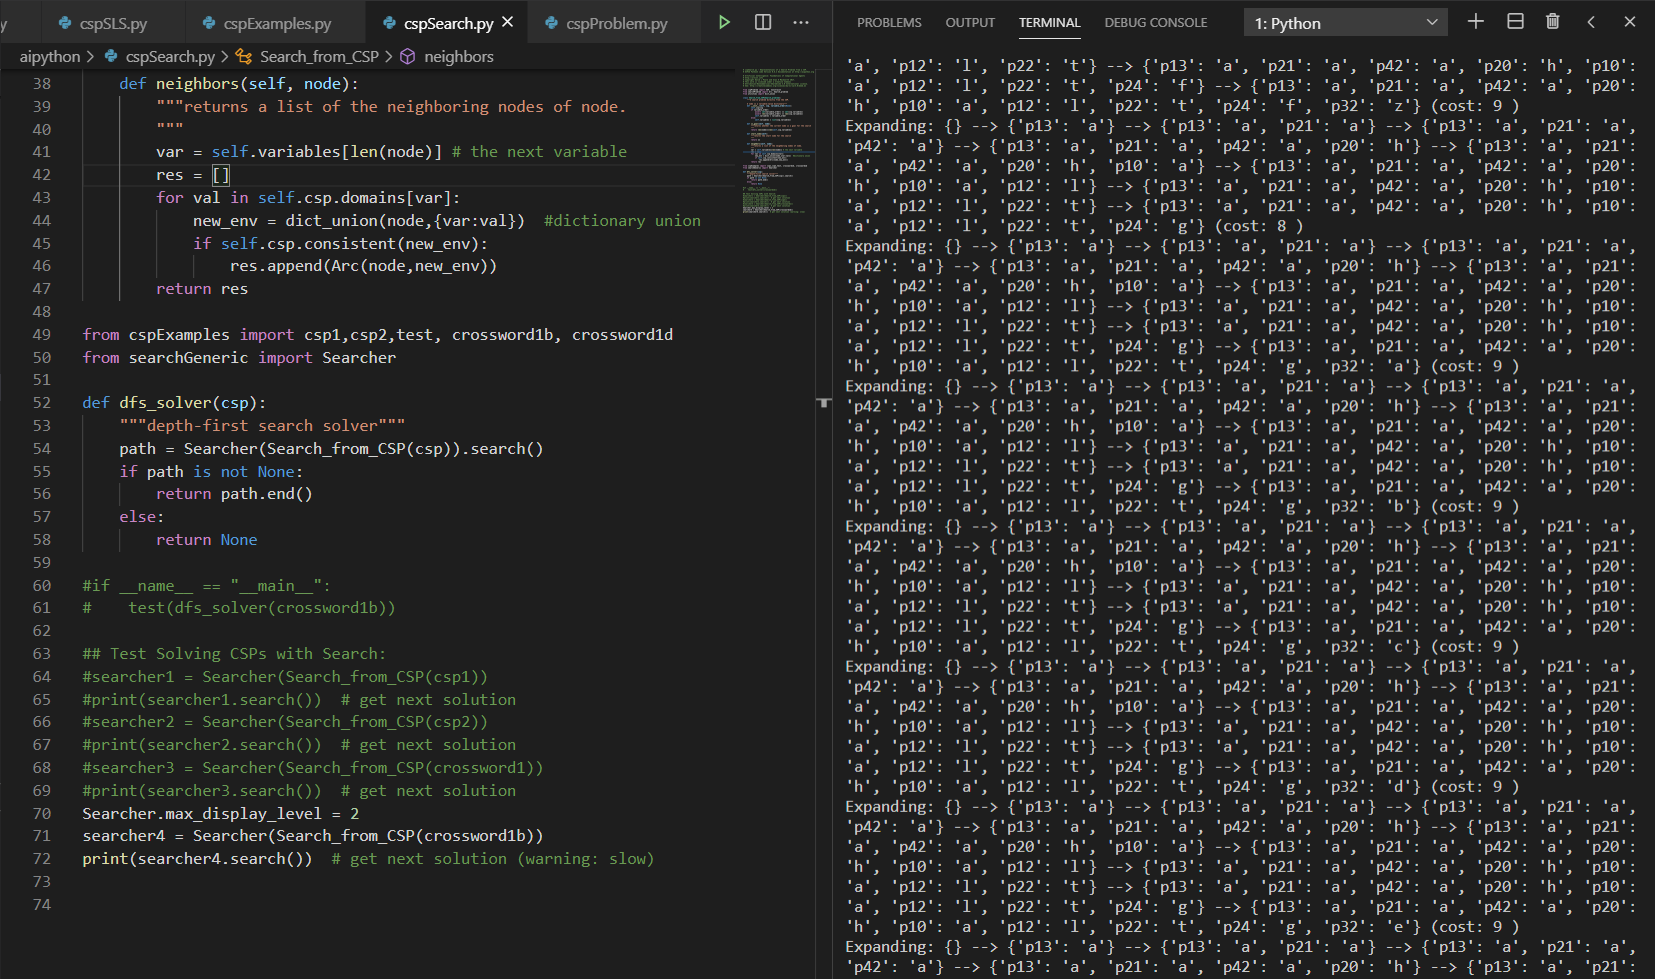 y
cspSLS.py
cspExamples.py
cspSearch.py
cspProblem.py
aipython > cspSearch.py > Search_from_CSP > neighbors
38 def neighbors(self, node):
39 """returns a list of the neighboring nodes of node.
40 """
41 var = self.variables[len(node)] # the next variable
42 res = []
43 for val in self.csp.domains[var]:
44 new_env = dict_union(node,{var:val})  #dictionary union
45 if self.csp.consistent(new_env):
46 res.append(Arc(node,new_env))
47 return res
48
49 from cspExamples import csp1,csp2,test, crossword1b, crossword1d
50 from searchGeneric import Searcher
51
52 def dfs_solver(csp):
53 """depth-first search solver"""
54 path = Searcher(Search_from_CSP(csp)).search()
55 if path is not None:
56 return path.end()
57 else:
58 return None
59
60 #if __name__ == "__main__":
61 #    test(dfs_solver(crossword1b))
62
63 ## Test Solving CSPs with Search:
64 #searcher1 = Searcher(Search_from_CSP(csp1))
65 #print(searcher1.search())  # get next solution
66 #searcher2 = Searcher(Search_from_CSP(csp2))
67 #print(searcher2.search())  # get next solution
68 #searcher3 = Searcher(Search_from_CSP(crossword1))
69 #print(searcher3.search())  # get next solution
70 Searcher.max_display_level = 2
71 searcher4 = Searcher(Search_from_CSP(crossword1b))
72 print(searcher4.search())  # get next solution (warning: slow)
73
74
PROBLEMS OUTPUT TERMINAL DEBUG CONSOLE 1: Python
'a', 'p12': 'l', 'p22': 't'} --> {'p13': 'a', 'p21': 'a', 'p42': 'a', 'p20': 'h', 'p10':
'a', 'p12': 'l', 'p22': 't', 'p24': 'f'} --> {'p13': 'a', 'p21': 'a', 'p42': 'a', 'p20':
'h', 'p10': 'a', 'p12': 'l', 'p22': 't', 'p24': 'f', 'p32': 'z'} (cost: 9 )
Expanding: {} --> {'p13': 'a'} --> {'p13': 'a', 'p21': 'a'} --> {'p13': 'a', 'p21': 'a',
'p42': 'a'} --> {'p13': 'a', 'p21': 'a', 'p42': 'a', 'p20': 'h'} --> {'p13': 'a', 'p21':
'a', 'p42': 'a', 'p20': 'h', 'p10': 'a'} --> {'p13': 'a', 'p21': 'a', 'p42': 'a', 'p20':
'h', 'p10': 'a', 'p12': 'l'} --> {'p13': 'a', 'p21': 'a', 'p42': 'a', 'p20': 'h', 'p10':
'a', 'p12': 'l', 'p22': 't'} --> {'p13': 'a', 'p21': 'a', 'p42': 'a', 'p20': 'h', 'p10':
'a', 'p12': 'l', 'p22': 't', 'p24': 'g'} (cost: 8 )
Expanding: {} --> {'p13': 'a'} --> {'p13': 'a', 'p21': 'a'} --> {'p13': 'a', 'p21': 'a',
'p42': 'a'} --> {'p13': 'a', 'p21': 'a', 'p42': 'a', 'p20': 'h'} --> {'p13': 'a', 'p21':
'a', 'p42': 'a', 'p20': 'h', 'p10': 'a'} --> {'p13': 'a', 'p21': 'a', 'p42': 'a', 'p20':
'h', 'p10': 'a', 'p12': 'l'} --> {'p13': 'a', 'p21': 'a', 'p42': 'a', 'p20': 'h', 'p10':
'a', 'p12': 'l', 'p22': 't'} --> {'p13': 'a', 'p21': 'a', 'p42': 'a', 'p20': 'h', 'p10':
'a', 'p12': 'l', 'p22': 't', 'p24': 'g'} --> {'p13': 'a', 'p21': 'a', 'p42': 'a', 'p20':
'h', 'p10': 'a', 'p12': 'l', 'p22': 't', 'p24': 'g', 'p32': 'a'} (cost: 9 )
Expanding: {} --> {'p13': 'a'} --> {'p13': 'a', 'p21': 'a'} --> {'p13': 'a', 'p21': 'a',
'p42': 'a'} --> {'p13': 'a', 'p21': 'a', 'p42': 'a', 'p20': 'h'} --> {'p13': 'a', 'p21':
'a', 'p42': 'a', 'p20': 'h', 'p10': 'a'} --> {'p13': 'a', 'p21': 'a', 'p42': 'a', 'p20':
'h', 'p10': 'a', 'p12': 'l'} --> {'p13': 'a', 'p21': 'a', 'p42': 'a', 'p20': 'h', 'p10':
'a', 'p12': 'l', 'p22': 't'} --> {'p13': 'a', 'p21': 'a', 'p42': 'a', 'p20': 'h', 'p10':
'a', 'p12': 'l', 'p22': 't', 'p24': 'g'} --> {'p13': 'a', 'p21': 'a', 'p42': 'a', 'p20':
'h', 'p10': 'a', 'p12': 'l', 'p22': 't', 'p24': 'g', 'p32': 'b'} (cost: 9 )
Expanding: {} --> {'p13': 'a'} --> {'p13': 'a', 'p21': 'a'} --> {'p13': 'a', 'p21': 'a',
'p42': 'a'} --> {'p13': 'a', 'p21': 'a', 'p42': 'a', 'p20': 'h'} --> {'p13': 'a', 'p21':
'a', 'p42': 'a', 'p20': 'h', 'p10': 'a'} --> {'p13': 'a', 'p21': 'a', 'p42': 'a', 'p20':
'h', 'p10': 'a', 'p12': 'l'} --> {'p13': 'a', 'p21': 'a', 'p42': 'a', 'p20': 'h', 'p10':
'a', 'p12': 'l', 'p22': 't'} --> {'p13': 'a', 'p21': 'a', 'p42': 'a', 'p20': 'h', 'p10':
'a', 'p12': 'l', 'p22': 't', 'p24': 'g'} --> {'p13': 'a', 'p21': 'a', 'p42': 'a', 'p20':
'h', 'p10': 'a', 'p12': 'l', 'p22': 't', 'p24': 'g', 'p32': 'c'} (cost: 9 )
Expanding: {} --> {'p13': 'a'} --> {'p13': 'a', 'p21': 'a'} --> {'p13': 'a', 'p21': 'a',
'p42': 'a'} --> {'p13': 'a', 'p21': 'a', 'p42': 'a', 'p20': 'h'} --> {'p13': 'a', 'p21':
'a', 'p42': 'a', 'p20': 'h', 'p10': 'a'} --> {'p13': 'a', 'p21': 'a', 'p42': 'a', 'p20':
'h', 'p10': 'a', 'p12': 'l'} --> {'p13': 'a', 'p21': 'a', 'p42': 'a', 'p20': 'h', 'p10':
'a', 'p12': 'l', 'p22': 't'} --> {'p13': 'a', 'p21': 'a', 'p42': 'a', 'p20': 'h', 'p10':
'a', 'p12': 'l', 'p22': 't', 'p24': 'g'} --> {'p13': 'a', 'p21': 'a', 'p42': 'a', 'p20':
'h', 'p10': 'a', 'p12': 'l', 'p22': 't', 'p24': 'g', 'p32': 'd'} (cost: 9 )
Expanding: {} --> {'p13': 'a'} --> {'p13': 'a', 'p21': 'a'} --> {'p13': 'a', 'p21': 'a',
'p42': 'a'} --> {'p13': 'a', 'p21': 'a', 'p42': 'a', 'p20': 'h'} --> {'p13': 'a', 'p21':
'a', 'p42': 'a', 'p20': 'h', 'p10': 'a'} --> {'p13': 'a', 'p21': 'a', 'p42': 'a', 'p20':
'h', 'p10': 'a', 'p12': 'l'} --> {'p13': 'a', 'p21': 'a', 'p42': 'a', 'p20': 'h', 'p10':
'a', 'p12': 'l', 'p22': 't'} --> {'p13': 'a', 'p21': 'a', 'p42': 'a', 'p20': 'h', 'p10':
'a', 'p12': 'l', 'p22': 't', 'p24': 'g'} --> {'p13': 'a', 'p21': 'a', 'p42': 'a', 'p20':
'h', 'p10': 'a', 'p12': 'l', 'p22': 't', 'p24': 'g', 'p32': 'e'} (cost: 9 )
Expanding: {} --> {'p13': 'a'} --> {'p13': 'a', 'p21': 'a'} --> {'p13': 'a', 'p21': 'a',
'p42': 'a'} --> {'p13': 'a', 'p21': 'a', 'p42': 'a', 'p20': 'h'} --> {'p13': 'a', 'p21':